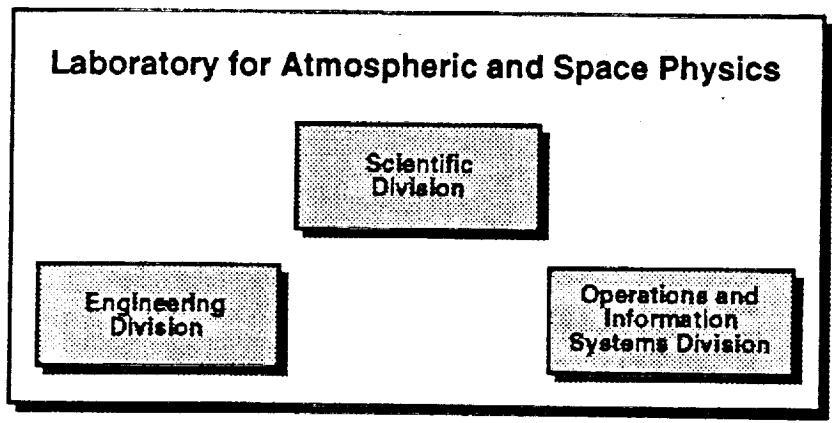 Laboratory for Atmospheric and Space Physics
Scientific
Division
Engineering
Division
Operations and
Information
Systems Division